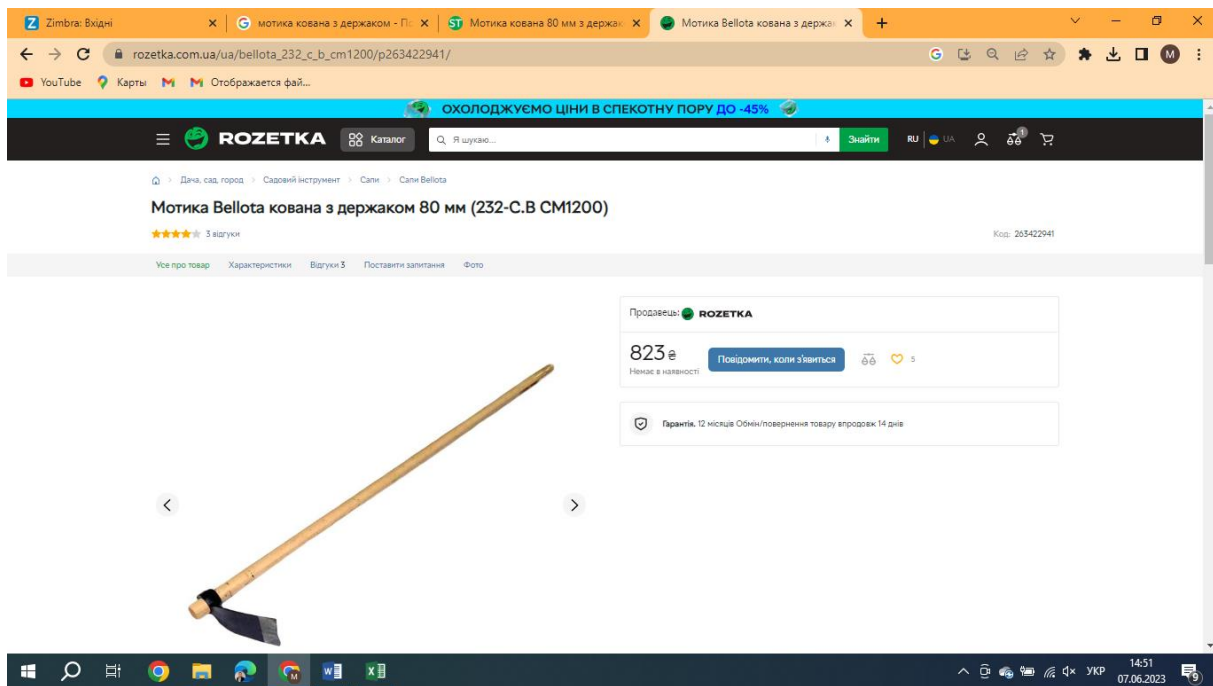 Zimbra: Вхідні
мотика кована з держаком - По
Мотика кована 80 мм з держак
Мотика Bellota кована з держак
rozetka.com.ua/ua/bellota_232_c_b_cm1200/p263422941/
M
YouTube Карты Отображается фай...
ОХОЛОДЖУЄМО ЦІНИ В СПЕКОТНУ ПОРУ ДО -45%
ROZETKA Каталог Я шукаю... Знайти RU UA 1
Дача, сад, город > Садовий інструмент > Сапи > Сапи Bellota
Мотика Bellota кована з держаком 80 мм (232-C.B CM1200)
3 відгуки Код: 263422941
Усе про товар Характеристики Відгуки 3 Поставити запитання Фото
Продавець: ROZETKA
823 ₴ Повідомити, коли з'явиться 5
Немає в наявності
Гарантія. 12 місяців Обмін/повернення товару впродовж 14 днів
УКР 14:51
07.06.2023 9